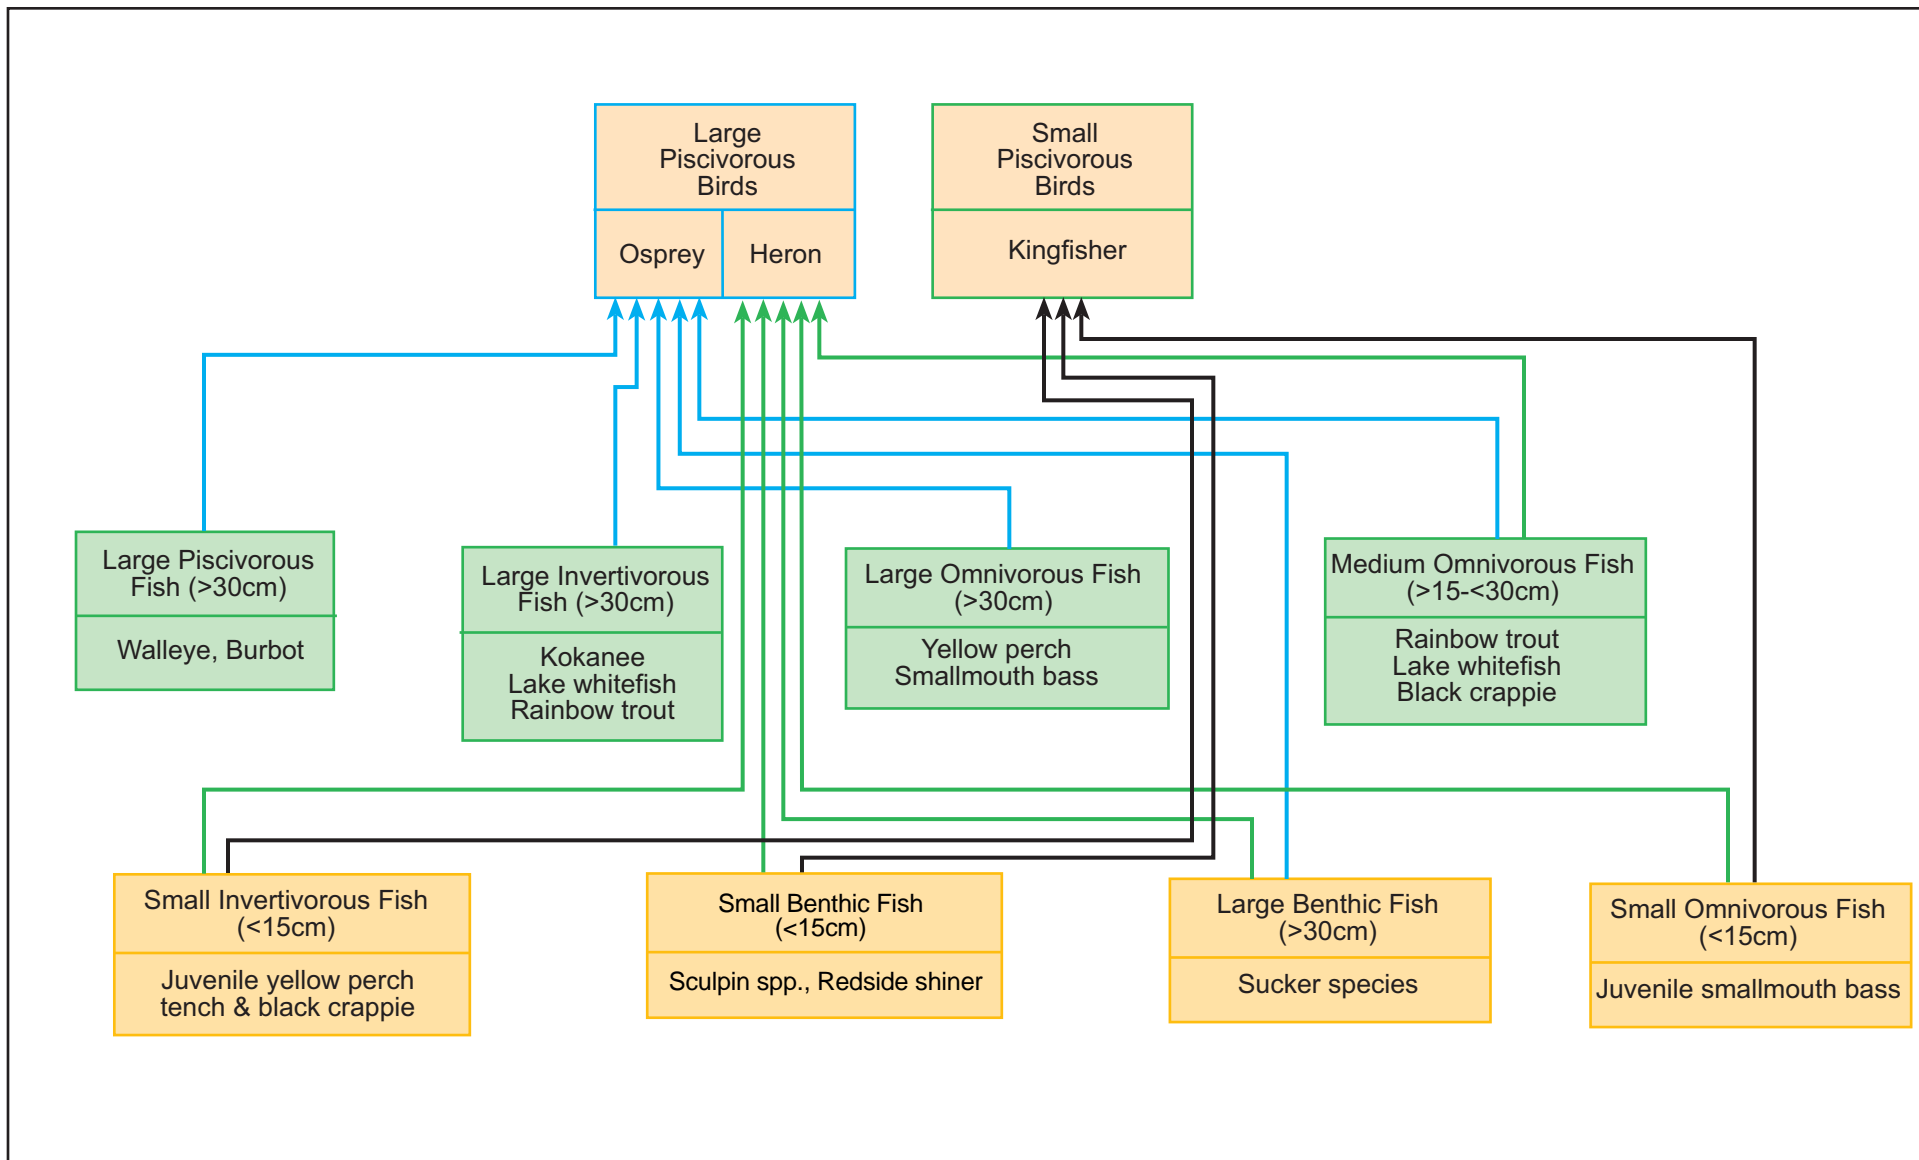 Large
Piscivorous
Birds
Osprey
Heron
Small
Piscivorous
Birds
Kingfisher
Large Piscivorous
Fish (>30cm)
Walleye, Burbot
Large Invertivorous
Fish (>30cm)
Kokanee
Lake whitefish
Rainbow trout
Large Omnivorous Fish
(>30cm)
Yellow perch
Smallmouth bass
Medium Omnivorous Fish
(>15-<30cm)
Rainbow trout
Lake whitefish
Black crappie
Small Invertivorous Fish
(<15cm)
Juvenile yellow perch
tench & black crappie
Small Benthic Fish
(<15cm)
Sculpin spp., Redside shiner
Large Benthic Fish
(>30cm)
Sucker species
Small Omnivorous Fish
(<15cm)
Juvenile smallmouth bass